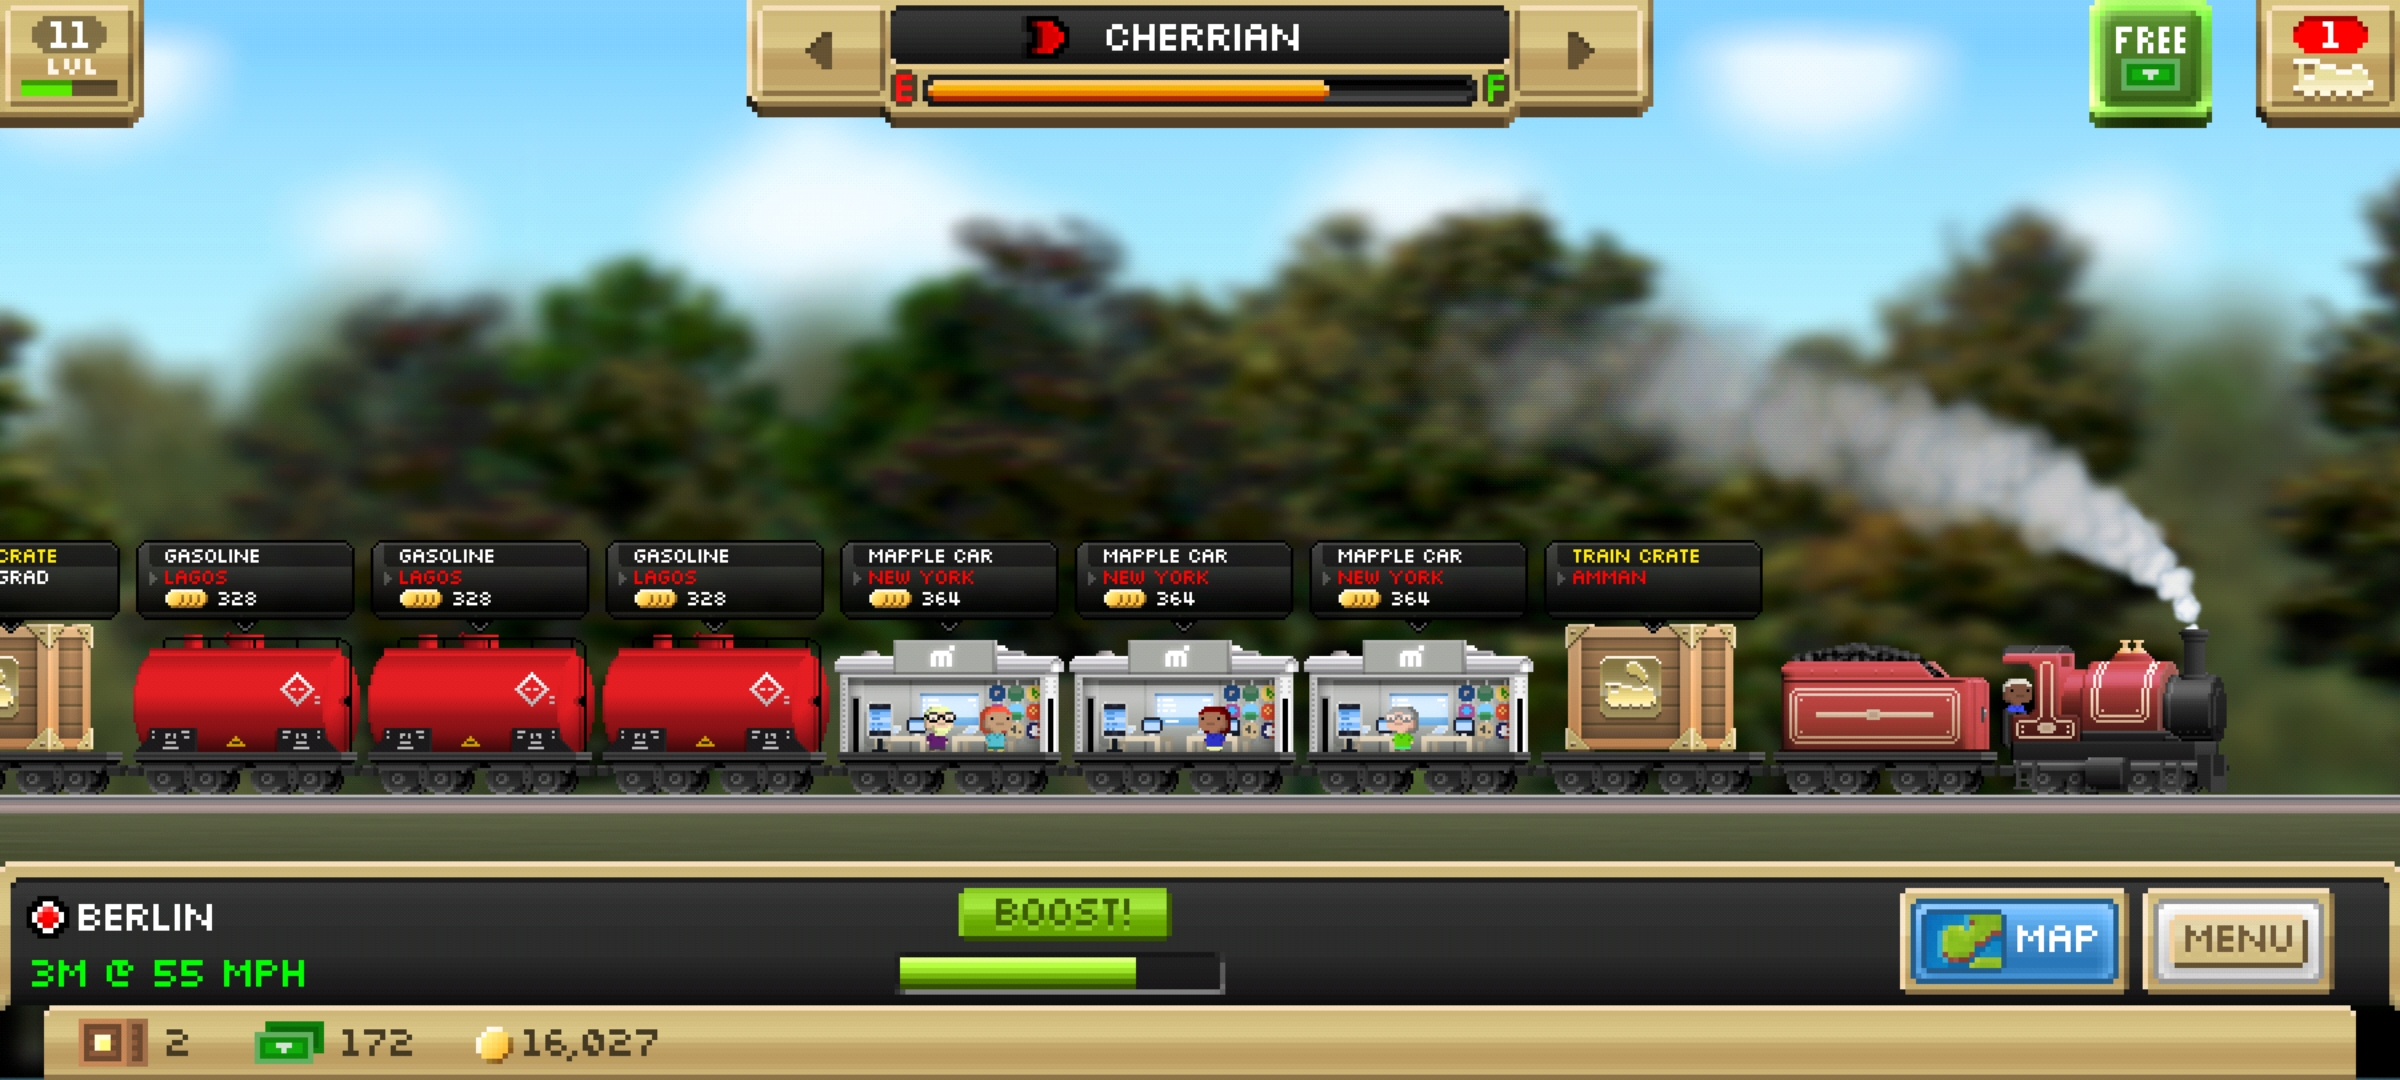 11
LVL
CHERRIAN
E
F
FREE
1
CRATE
GRAD
GASOLINE
LAGOS
328
GASOLINE
LAGOS
328
GASOLINE
LAGOS
328
MAPPLE CAR
NEW YORK
364
MAPPLE CAR
NEW YORK
364
MAPPLE CAR
NEW YORK
364
TRAIN CRATE
AMMAN
m
m
m
BERLIN
3M @ 55 MPH
BOOST!
MAP
MENU
2
172
16,027